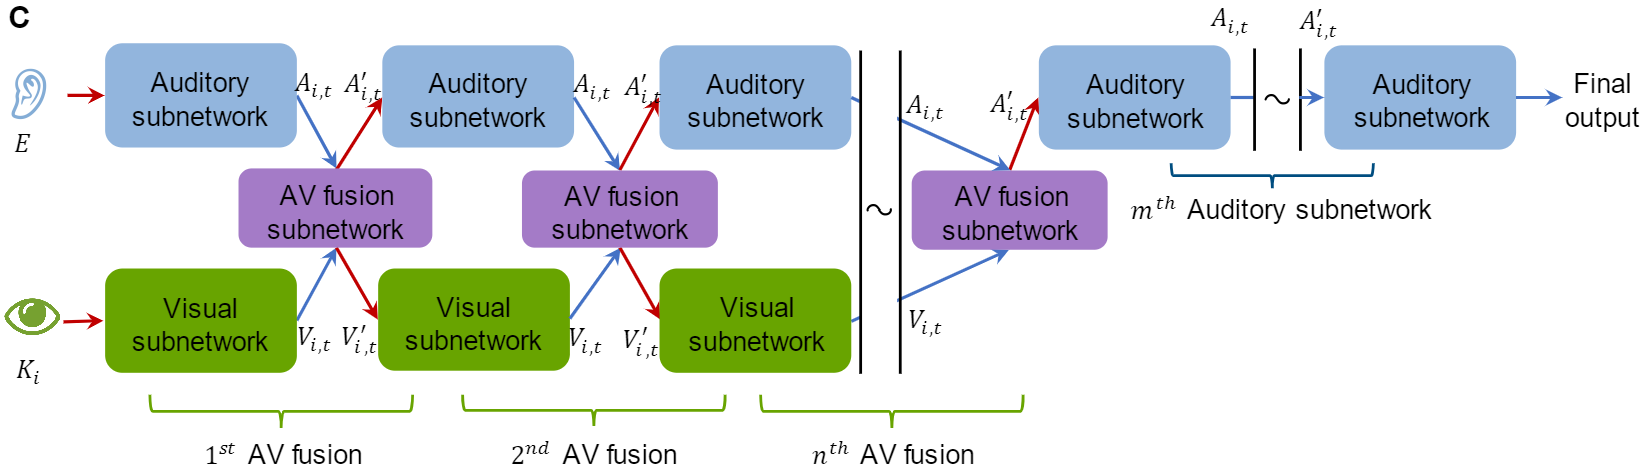 C
E
Auditory
subnetwork
A_{i,t}
A'_{i,t}
Auditory
subnetwork
A_{i,t}
A'_{i,t}
Auditory
subnetwork
A_{i,t}
A'_{i,t}
Auditory
subnetwork
A_{i,t}
~
A'_{i,t}
Auditory
subnetwork
Final
output
AV fusion
subnetwork
AV fusion
subnetwork
~
AV fusion
subnetwork
m^{th} Auditory subnetwork
K_i
Visual
subnetwork
V_{i,t}
V'_{i,t}
Visual
subnetwork
V_{i,t}
V'_{i,t}
Visual
subnetwork
V_{i,t}
1^{st} AV fusion
2^{nd} AV fusion
n^{th} AV fusion